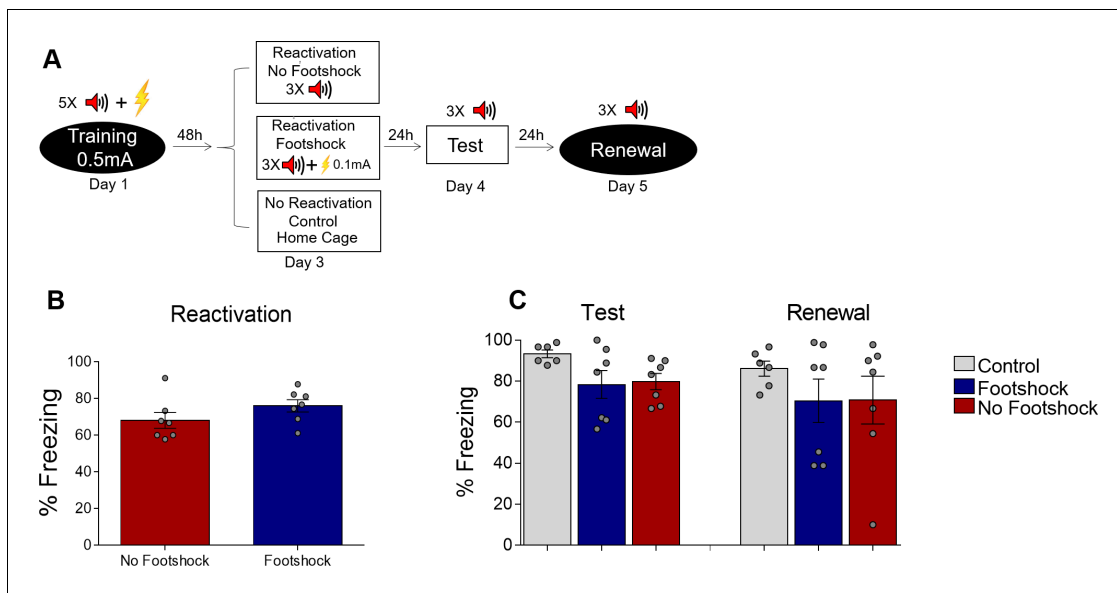 A
5X + 
Training
0.5mA
Day 1
48h
Reactivation
No Footshock
3X
Reactivation
Footshock
3X + 0.1mA
No Reactivation
Control
Home Cage
Day 3
24h
3X
Test
Day 4
24h
3X
Renewal
Day 5
B
Reactivation
% Freezing
100
80
60
40
20
0
No Footshock
Footshock
C
Test
Renewal
% Freezing
100
80
60
40
20
0
Control
Footshock
No Footshock